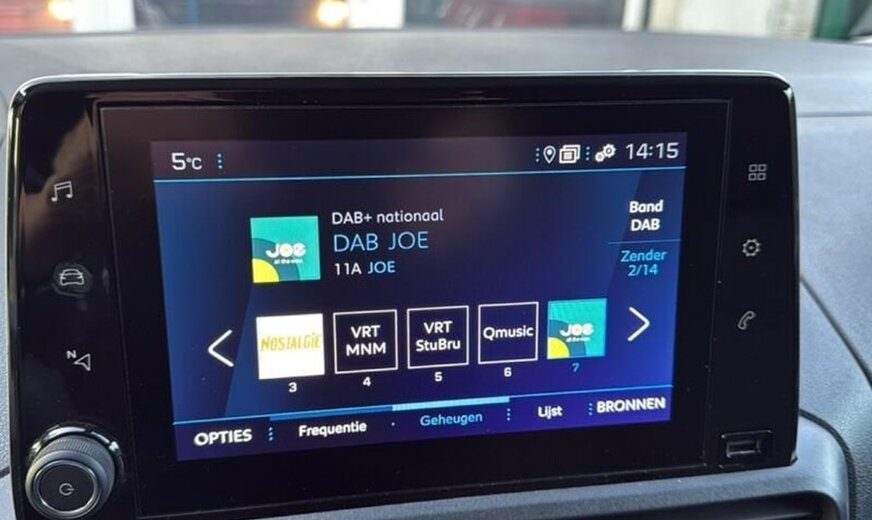 5°C
14:15
DAB+ nationaal
DAB JOE
11A JOE
JOE
Band
DAB
Zender
2/14
NOSTALGIE
VRT
MNM
VRT
StuBru
Qmusic
JOE
3
4
5
6
7
OPTIES
Frequentie
Geheugen
Lijst
BRONNEN
N